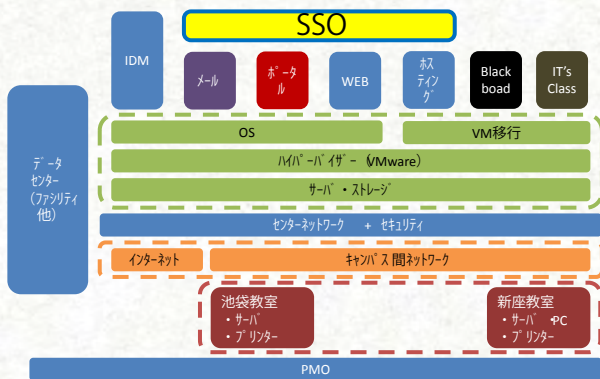 SSO
IDM
メール
ポータ
ル
WEB
ホス
ティン
グ
Black
boad
IT's
Class
データ
センター
(ファシリティ
他)
OS
VM移行
ハイパーバイザー (VMware)
サーバ・ストレージ
センターネットワーク + セキュリティ
インターネット
キャンパス間ネットワーク
池袋教室
・サーバ
・プリンター
新座教室
・サーバ・PC
・プリンター
PMO